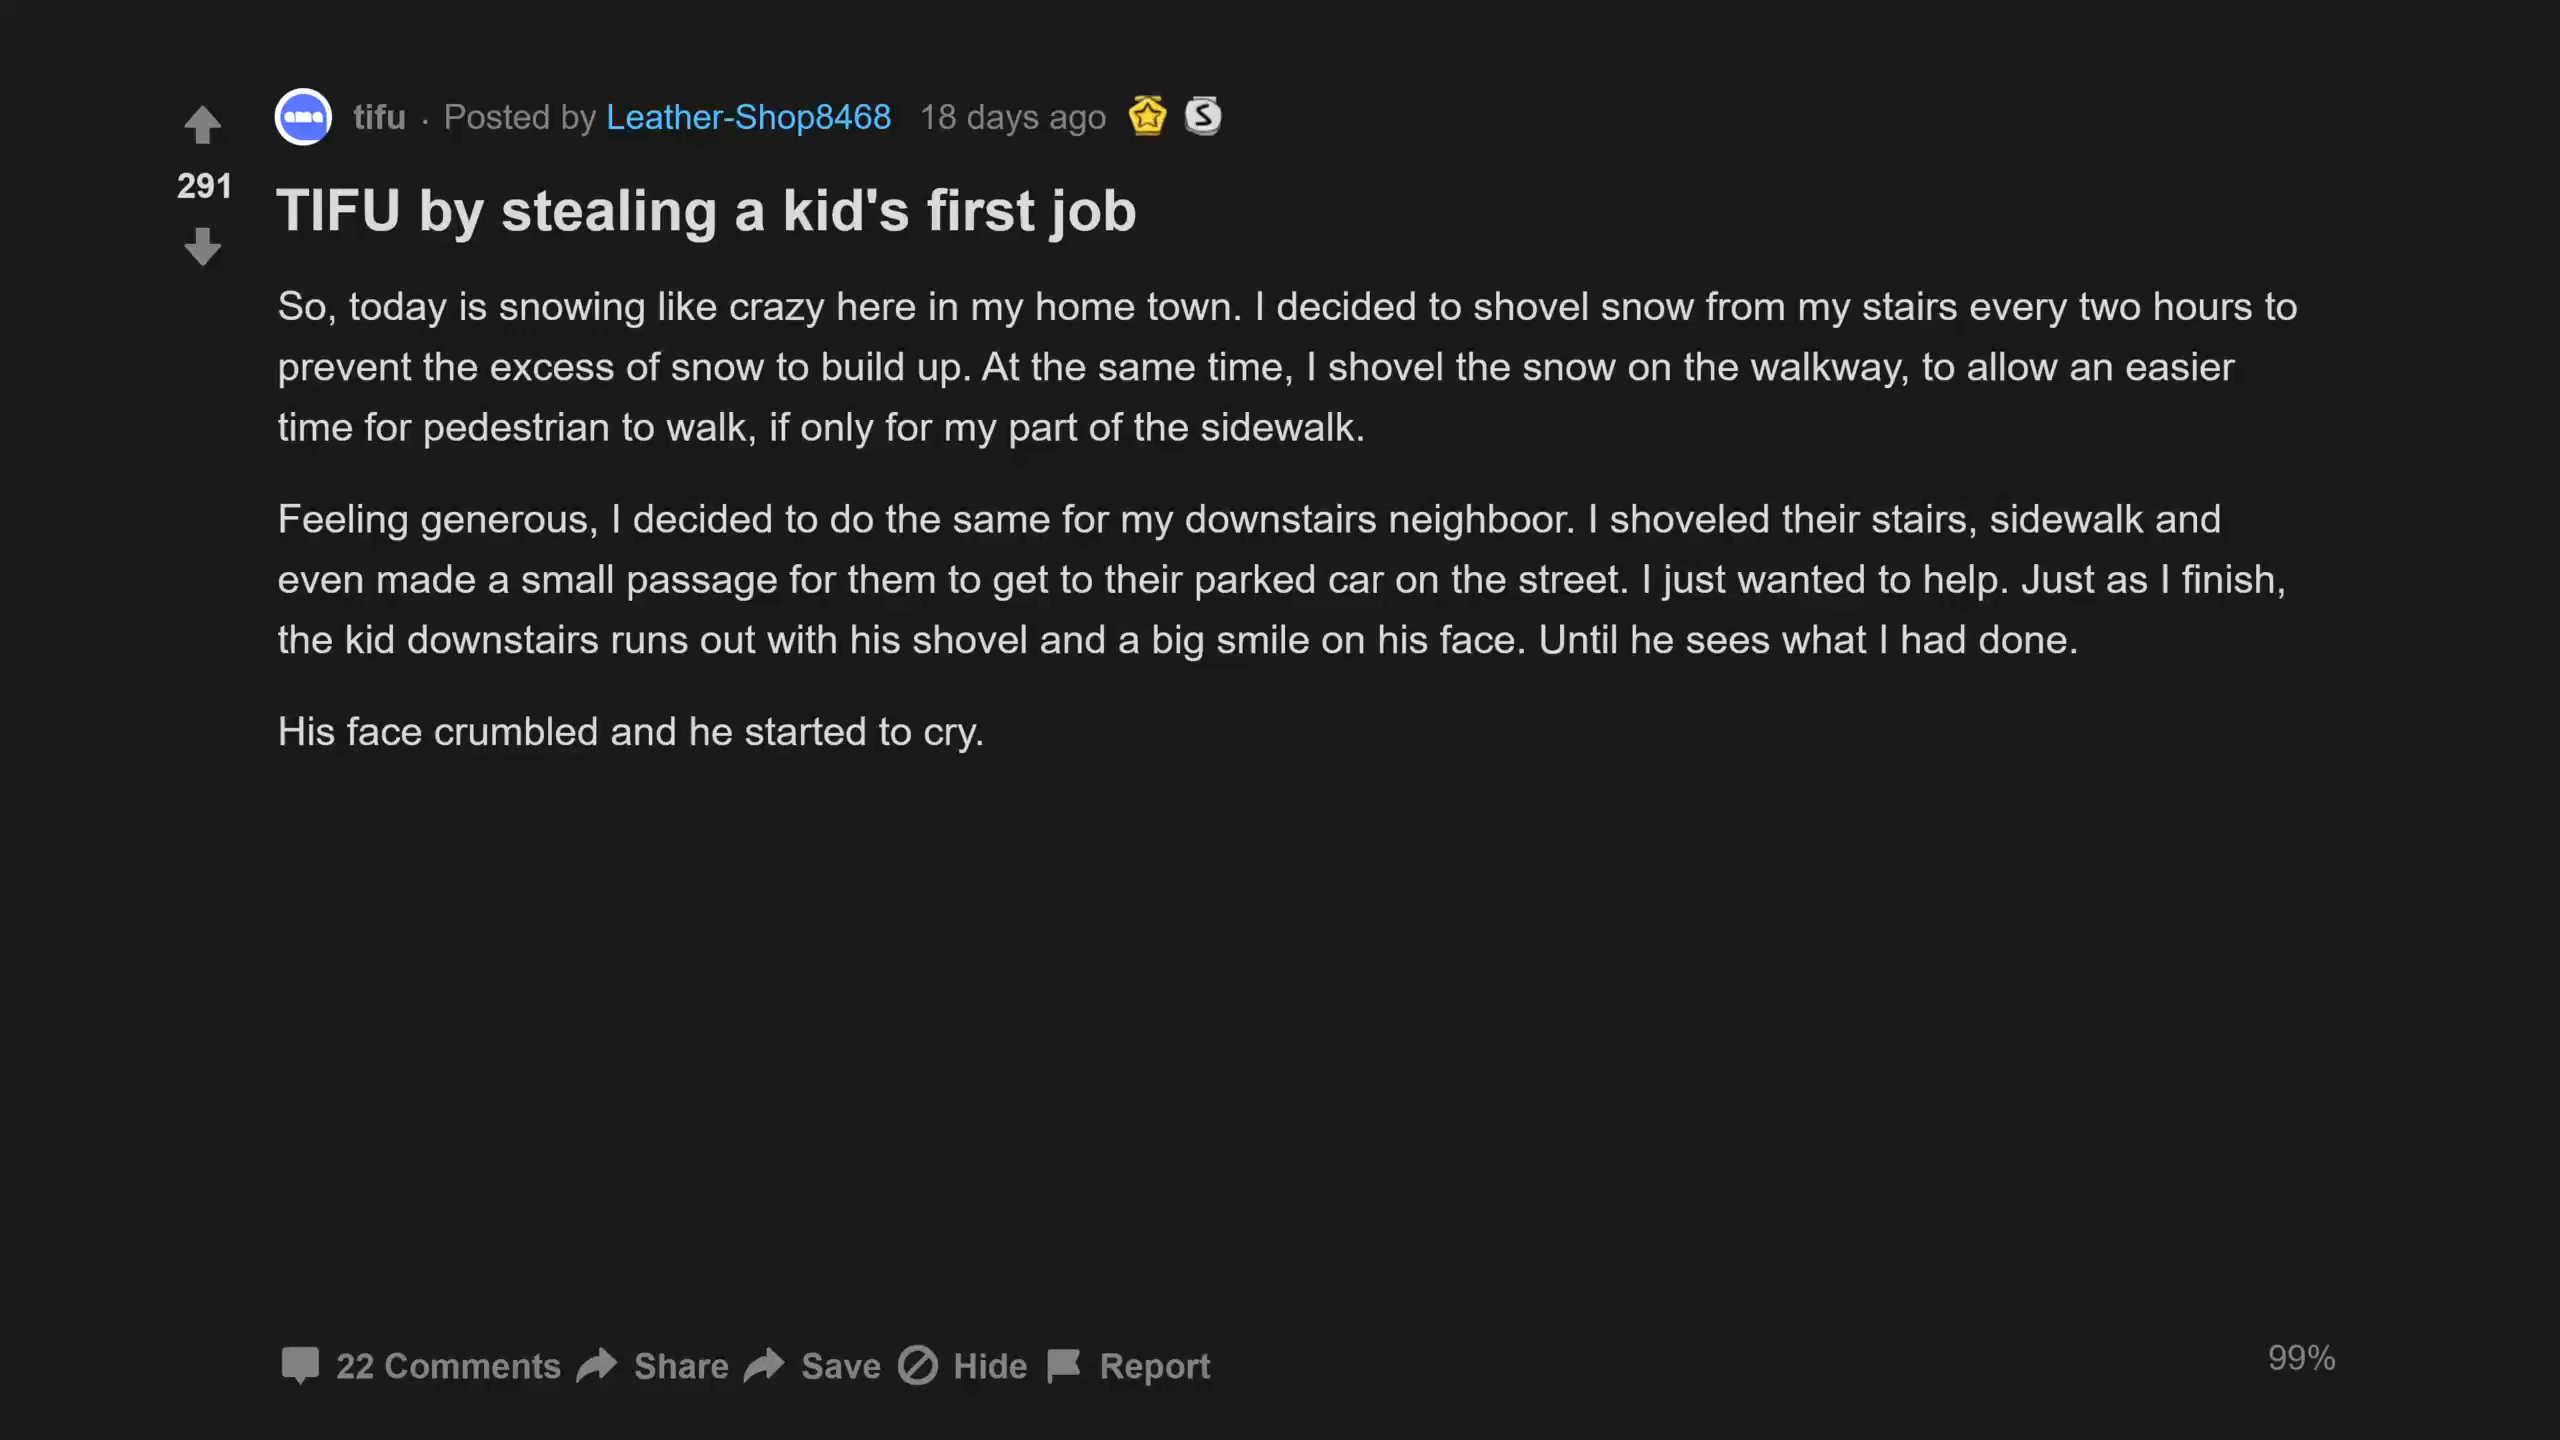 ama
tifu · Posted by Leather-Shop8468 18 days ago
S
291
TIFU by stealing a kid's first job
So, today is snowing like crazy here in my home town. I decided to shovel snow from my stairs every two hours to
prevent the excess of snow to build up. At the same time, I shovel the snow on the walkway, to allow an easier
time for pedestrian to walk, if only for my part of the sidewalk.
Feeling generous, I decided to do the same for my downstairs neighboor. I shoveled their stairs, sidewalk and
even made a small passage for them to get to their parked car on the street. I just wanted to help. Just as I finish,
the kid downstairs runs out with his shovel and a big smile on his face. Until he sees what I had done.
His face crumbled and he started to cry.
22 Comments Share Save Hide Report
99%